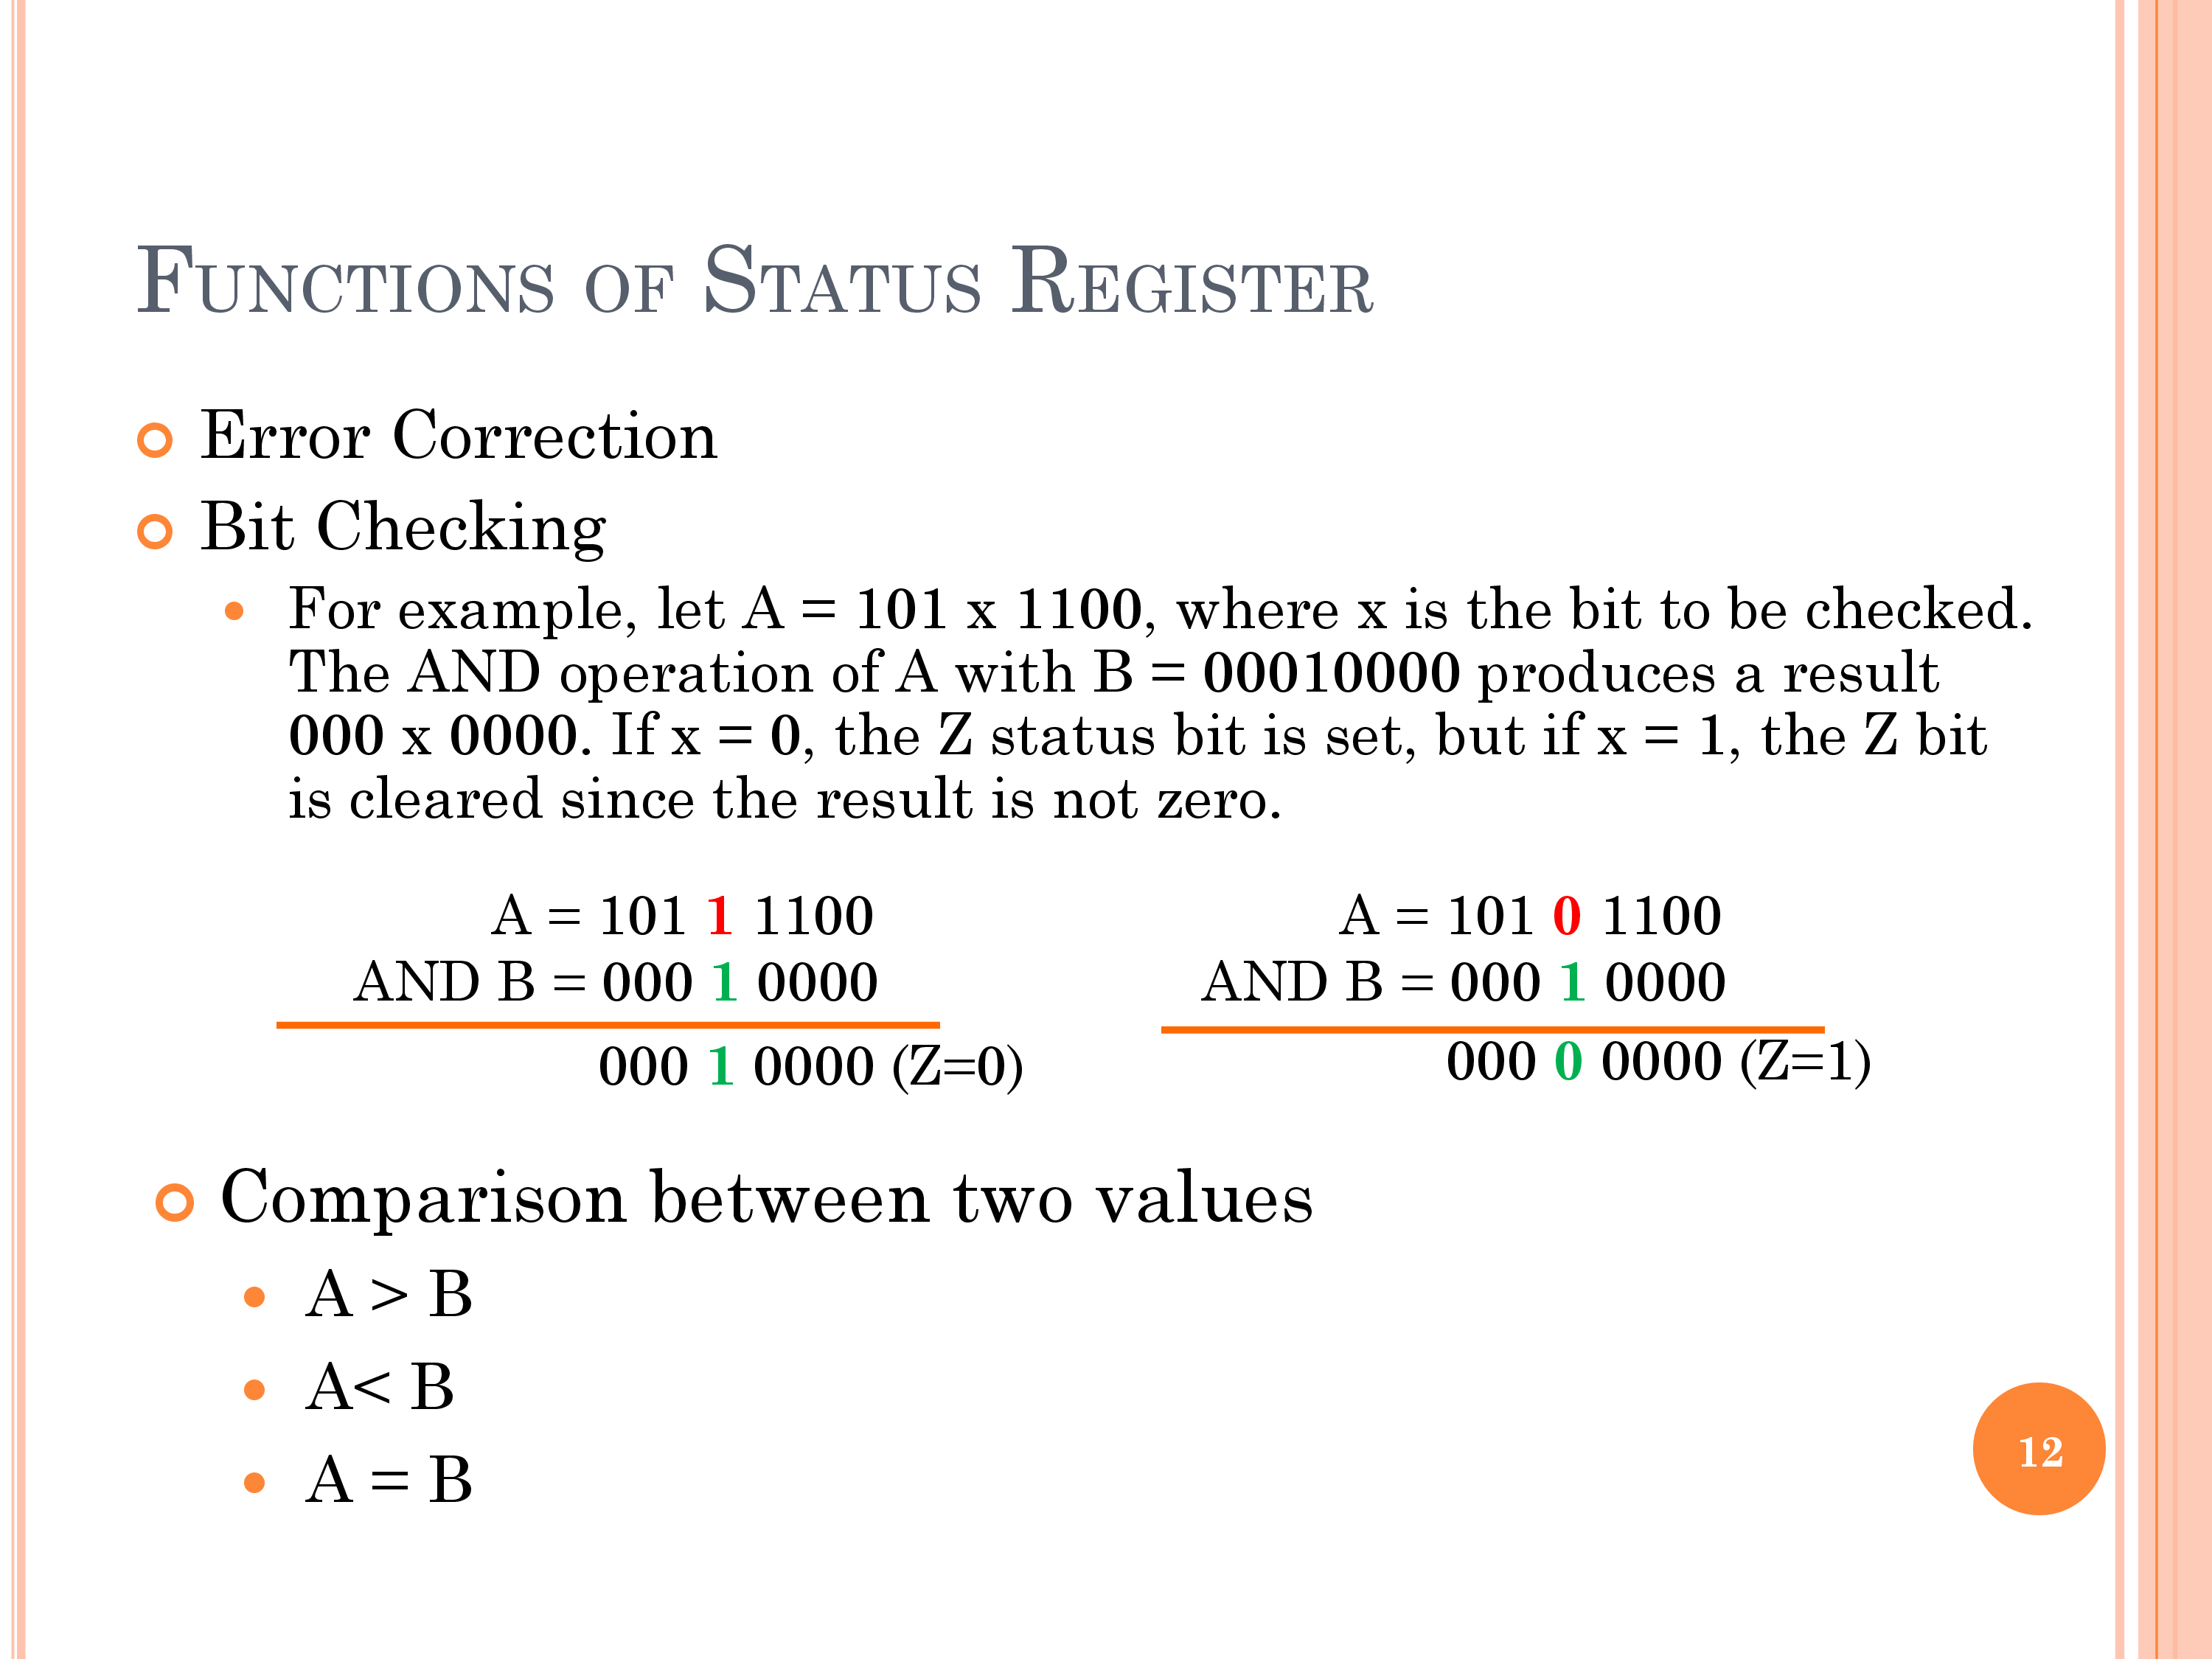 Functions of Status Register
Error Correction
Bit Checking
For example, let A = 101 x 1100, where x is the bit to be checked.
The AND operation of A with B = 00010000 produces a result
000 x 0000. If x = 0, the Z status bit is set, but if x = 1, the Z bit
is cleared since the result is not zero.
A = 101 1 1100
AND B = 000 1 0000
000 1 0000 (Z=0)
A = 101 0 1100
AND B = 000 1 0000
000 0 0000 (Z=1)
Comparison between two values
A > B
A< B
A = B
12